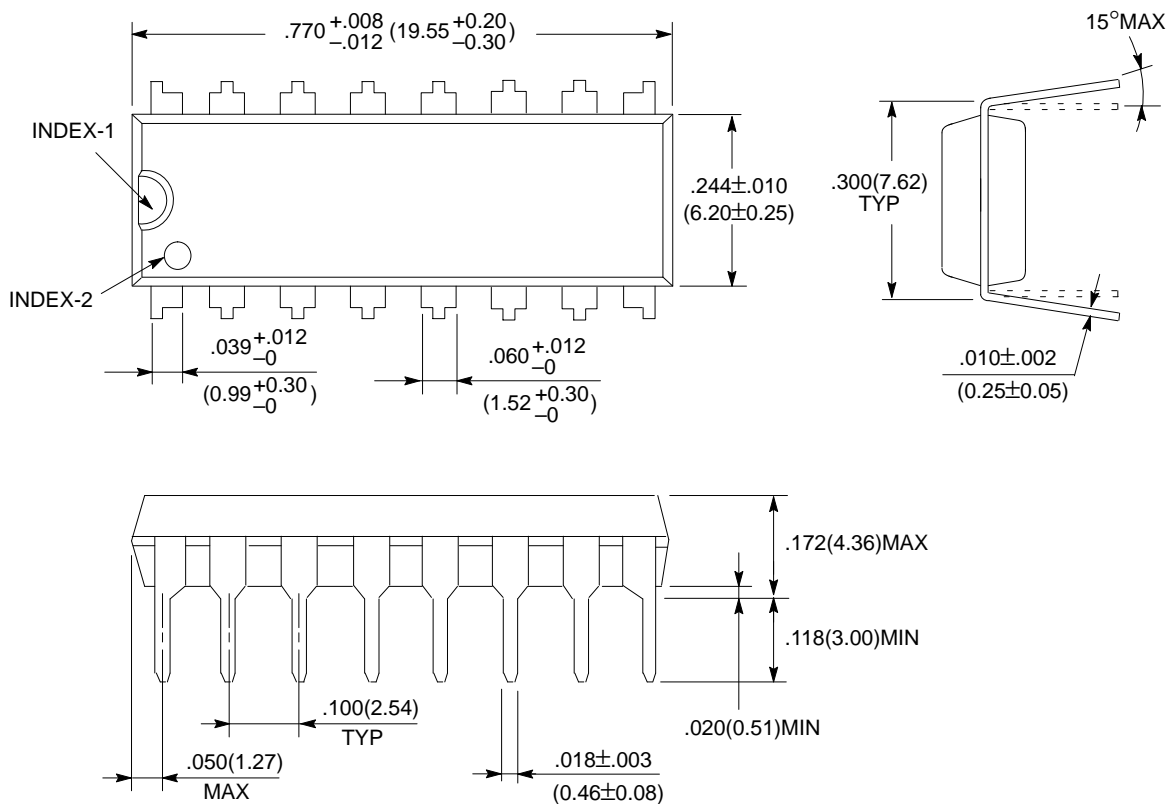 .770 +.008 –.012 (19.55 +0.20 –0.30)
15°MAX
INDEX-1
.244±.010
(6.20±0.25)
.300(7.62)
TYP
INDEX-2
.039 +.012 –0
(0.99 +0.30 –0)
.060 +.012 –0
(1.52 +0.30 –0)
.010±.002
(0.25±0.05)
.172(4.36)MAX
.118(3.00)MIN
.100(2.54)
TYP
.020(0.51)MIN
.050(1.27)
MAX
.018±.003
(0.46±0.08)